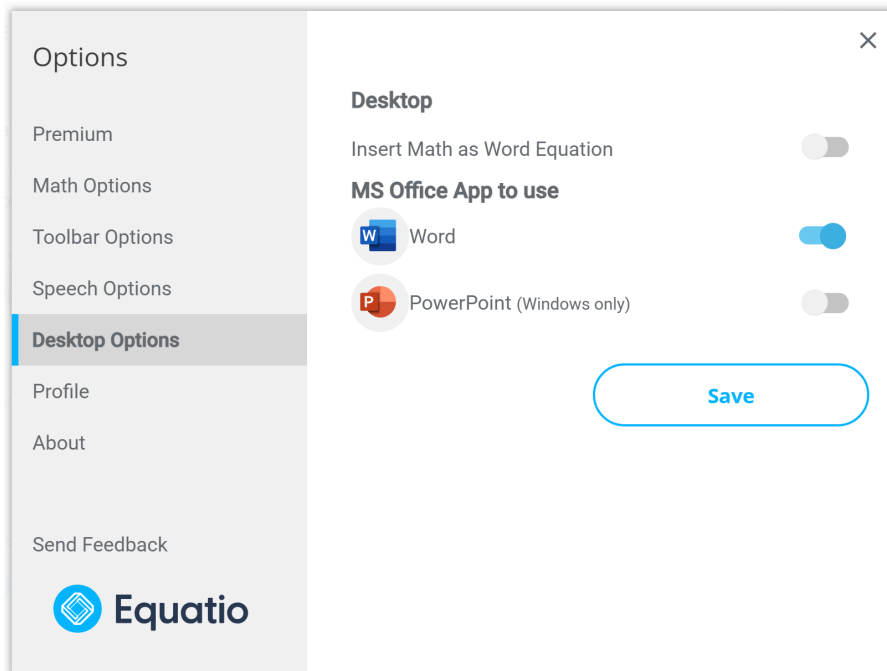 Options
Premium
Math Options
Toolbar Options
Speech Options
Desktop Options
Profile
About
Send Feedback
Equatio
Desktop
Insert Math as Word Equation
MS Office App to use
W Word
P PowerPoint (Windows only)
Save